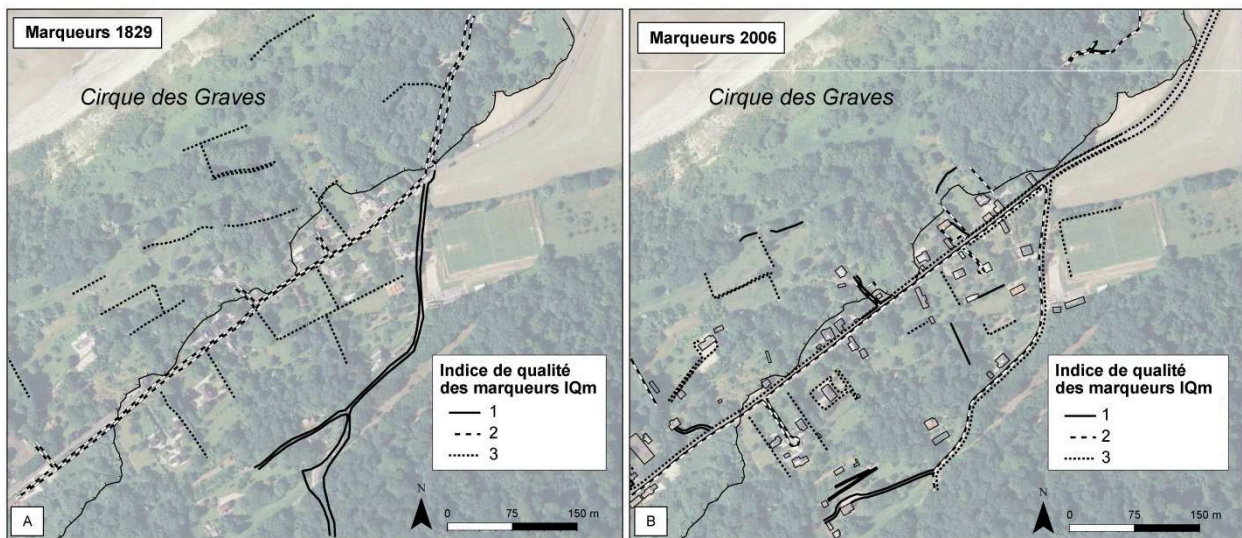 Marqueurs 1829
Cirque des Graves
Indice de qualité
des marqueurs IQm
1
2
3
N
0 75 150 m
A
Marqueurs 2006
Cirque des Graves
Indice de qualité
des marqueurs IQm
1
2
3
N
0 75 150 m
B